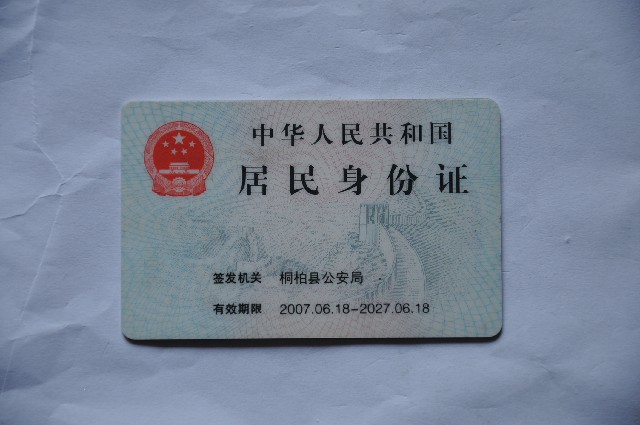 中华人民共和国
居民身份证
签发机关 桐柏县公安局
有效期限 2007.06.18-2027.06.18